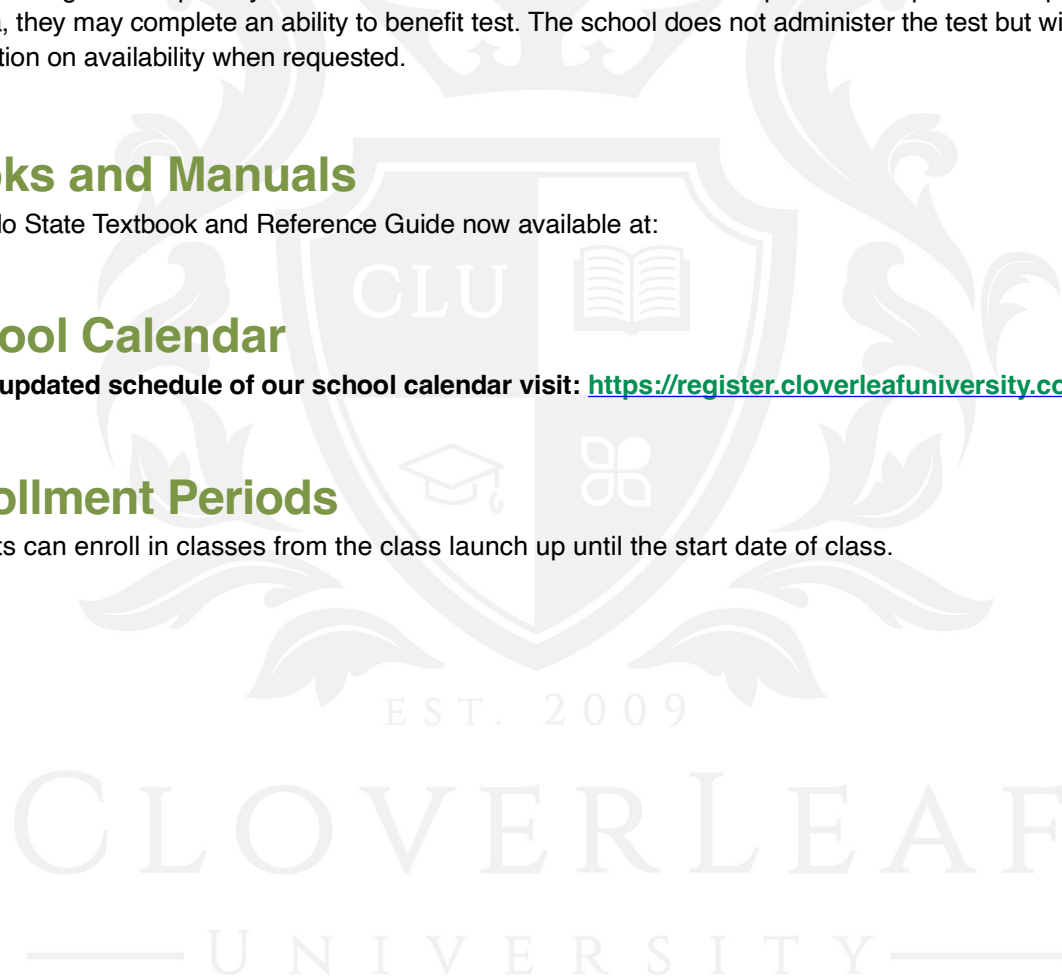 , they may complete an ability to benefit test. The school does not administer the test but wi
tion on availability when requested.
ks and Manuals
do State Textbook and Reference Guide now available at:
CLU
ool Calendar
updated schedule of our school calendar visit: https://register.cloverleafuniversity.co
ollment Periods
ts can enroll in classes from the class launch up until the start date of class.
EST. 2009
CLOVERLEAF
UNIVERSITY